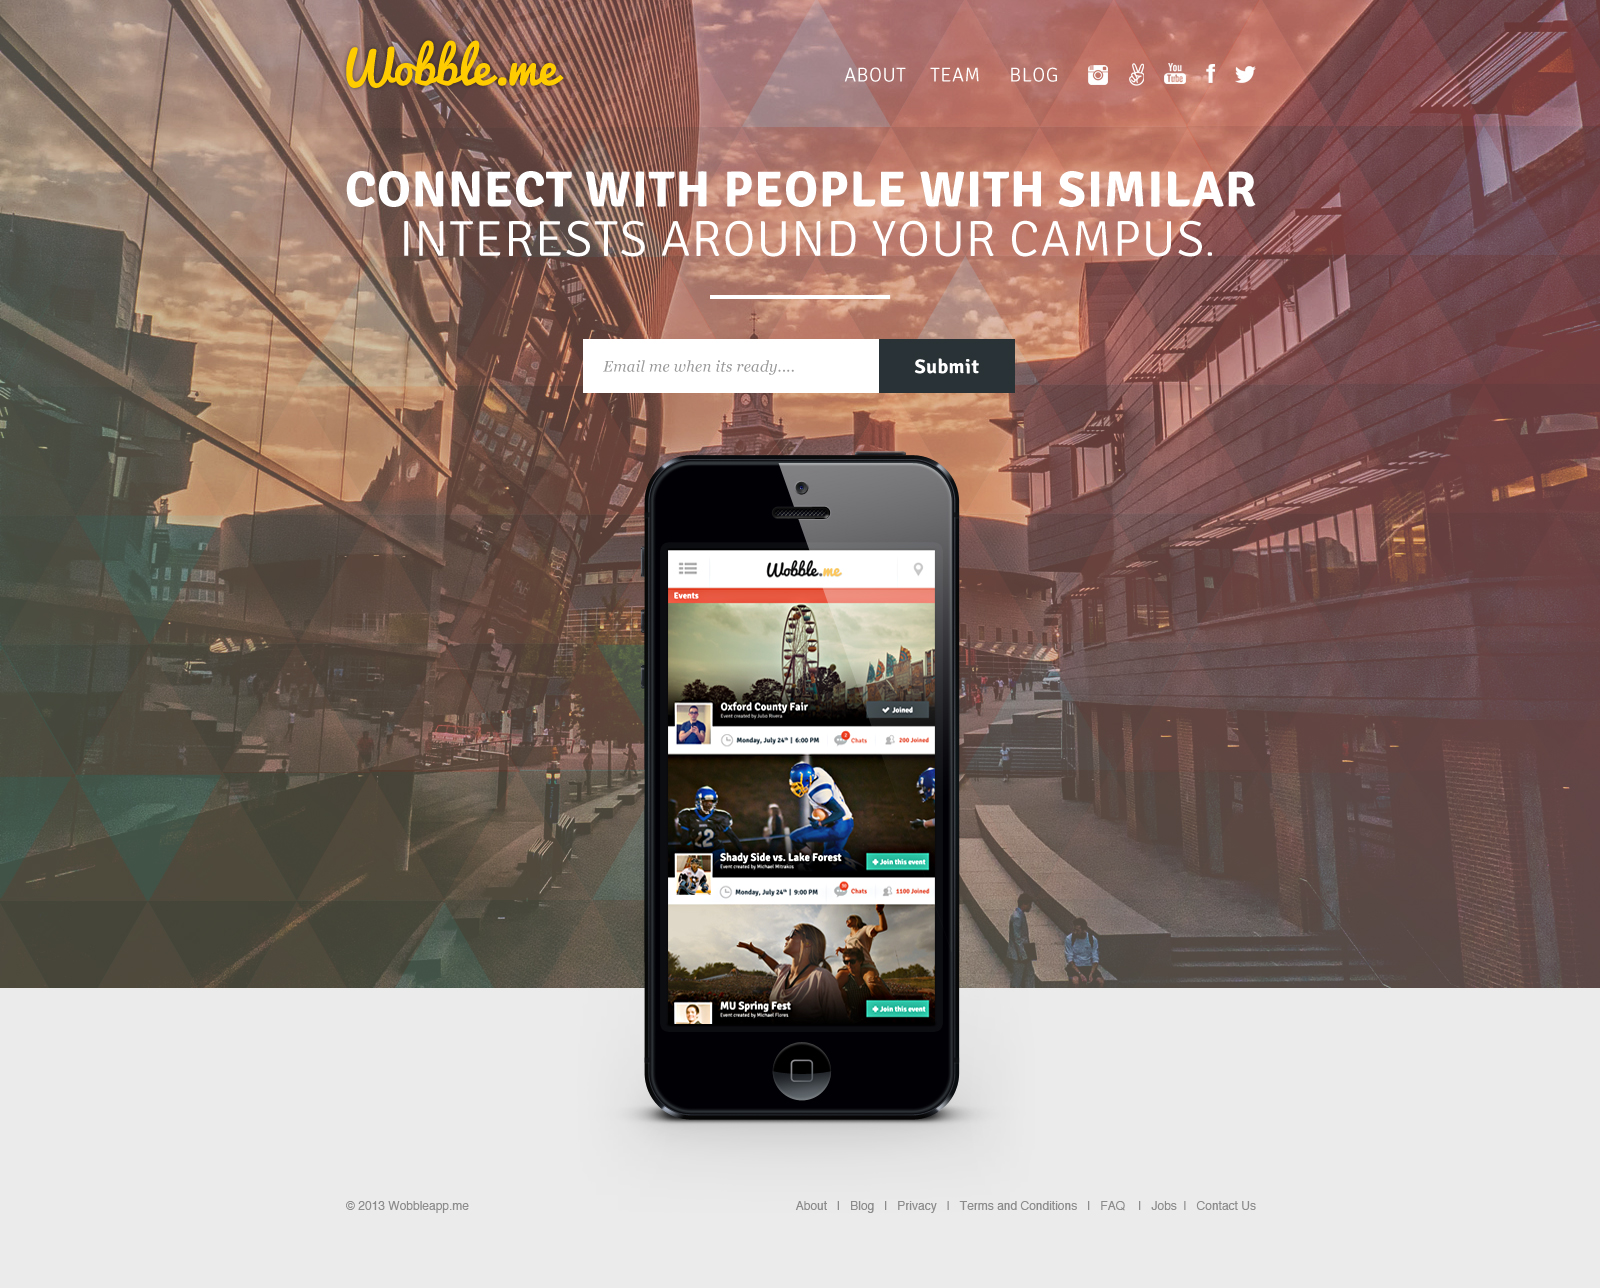 Wobble.me
ABOUT TEAM BLOG You Tube f
CONNECT WITH PEOPLE WITH SIMILAR
INTERESTS AROUND YOUR CAMPUS.
Email me when its ready....
Submit
Wobble.me
Events
Oxford County Fair
Event created by Julio Rivera
Joined
Monday, July 24th | 6:00 PM
Chats
200 Joined
12
Shady Side vs. Lake Forest
Event created by Michael Mitrakos
Join this event
Monday, July 24th | 9:00 PM
Chats
1100 Joined
MU Spring Fest
Event created by Michael Flores
Join this event
© 2013 Wobbleapp.me
About | Blog | Privacy | Terms and Conditions | FAQ | Jobs | Contact Us